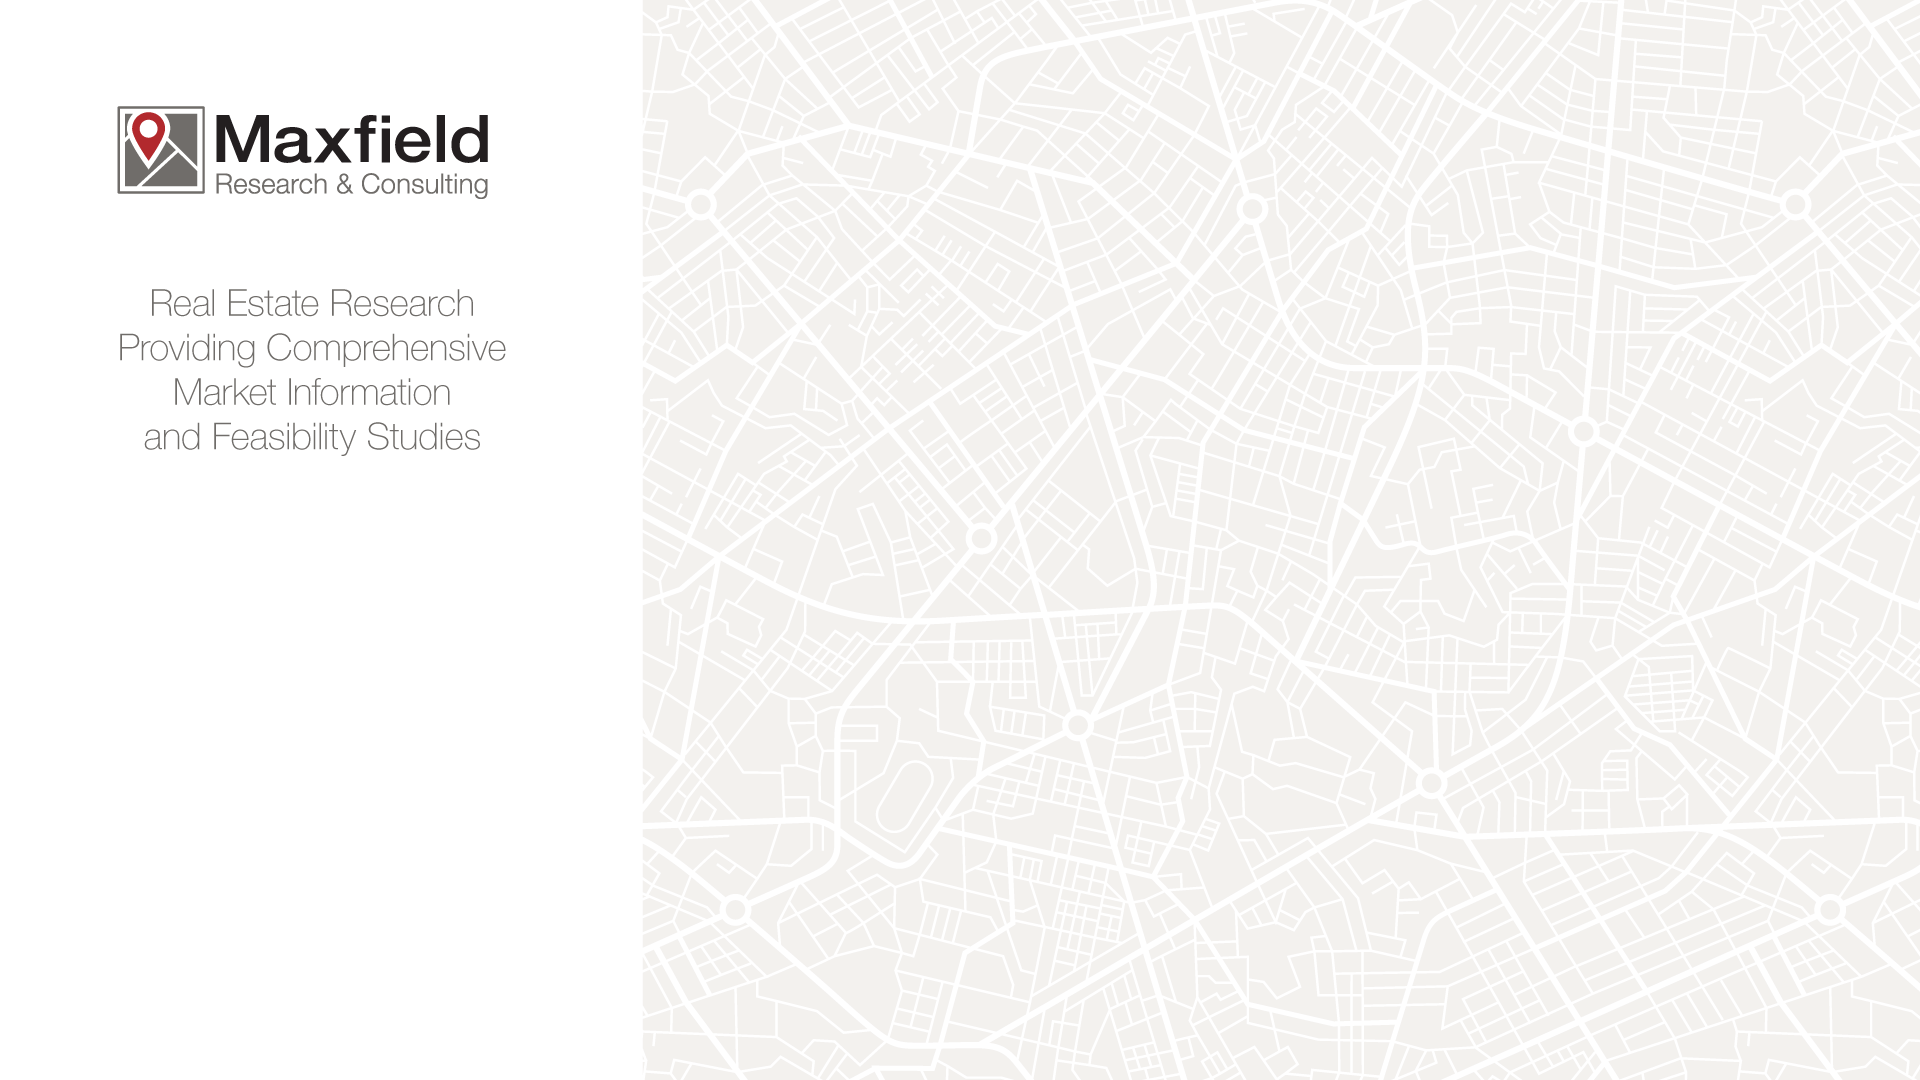 Maxfield
Research & Consulting
Real Estate Research
Providing Comprehensive
Market Information
and Feasibility Studies